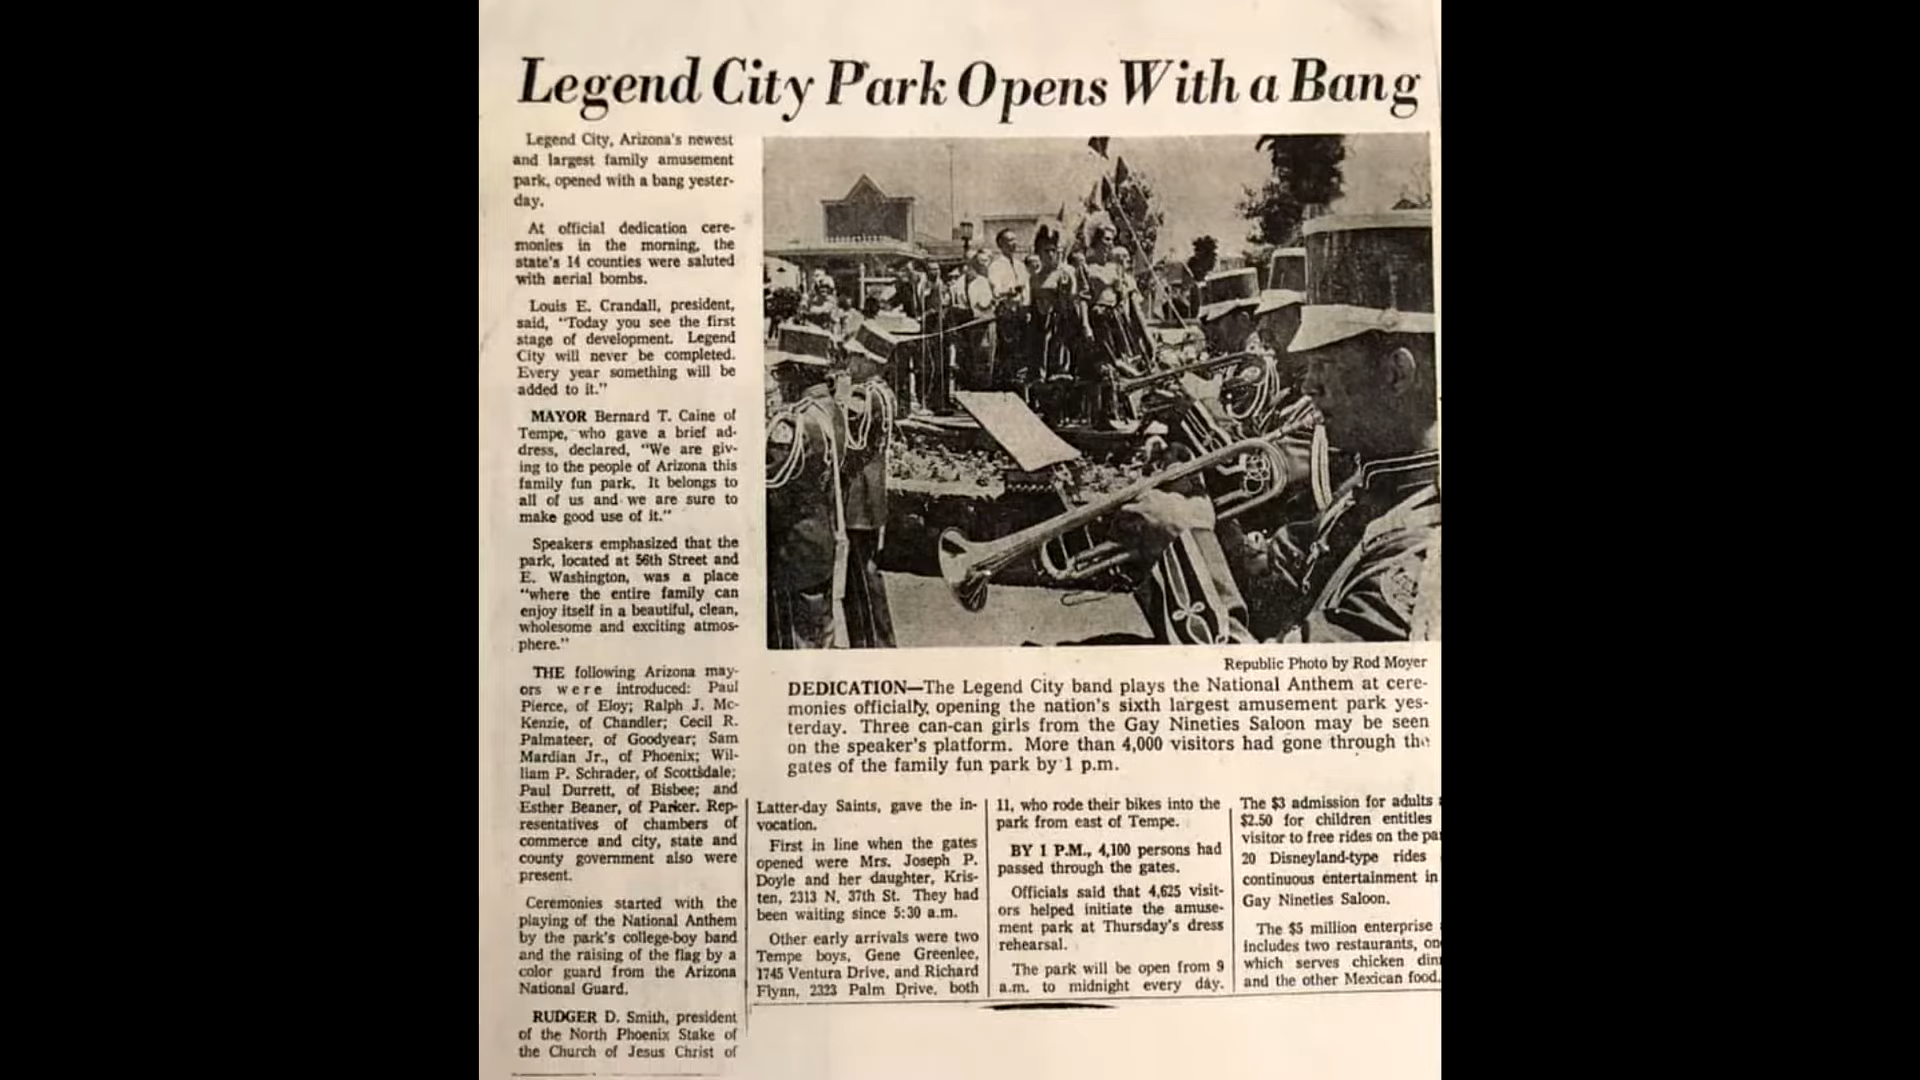 Legend City Park Opens With a Bang
Legend City, Arizona's newest
and largest family amusement
park, opened with a bang yester-
day.
At official dedication cere-
monies in the morning, the
state's 14 counties were saluted
with aerial bombs.
Louis E. Crandall, president,
said, "Today you see the first
stage of development. Legend
City will never be completed.
Every year something will be
added to it."
MAYOR Bernard T. Caine of
Tempe, who gave a brief ad-
dress, declared, "We are giv-
ing to the people of Arizona this
family fun park. It belongs to
all of us and we are sure to
make good use of it."
Speakers emphasized that the
park, located at 56th Street and
E. Washington, was a place
"where the entire family can
enjoy itself in a beautiful, clean,
wholesome and exciting atmos-
phere."
THE following Arizona may-
ors were introduced: Paul
Pierce, of Eloy; Ralph J. Mc-
Kenzie, of Chandler; Cecil R.
Palmateer, of Goodyear; Sam
Mardian Jr., of Phoenix; Wil-
liam P. Schrader, of Scottsdale;
Paul Durrett, of Bisbee; and
Esther Beaner, of Parker. Rep-
resentatives of chambers of
commerce and city, state and
county government also were
present.
Ceremonies started with the
playing of the National Anthem
by the park's college-boy band
and the raising of the flag by a
color guard from the Arizona
National Guard.
RUDGER D. Smith, president
of the North Phoenix Stake of
the Church of Jesus Christ of
Republic Photo by Rod Moyer
DEDICATION—The Legend City band plays the National Anthem at cere-
monies officially, opening the nation's sixth largest amusement park yes-
terday. Three can-can girls from the Gay Nineties Saloon may be seen
on the speaker's platform. More than 4,000 visitors had gone through the
gates of the family fun park by 1 p.m.
Latter-day Saints, gave the in-
vocation.
First in line when the gates
opened were Mrs. Joseph P.
Doyle and her daughter, Kris-
ten, 2313 N. 37th St. They had
been waiting since 5:30 a.m.
Other early arrivals were two
Tempe boys, Gene Greenlee,
1745 Ventura Drive, and Richard
Flynn, 2323 Palm Drive, both
11, who rode their bikes into the
park from east of Tempe.
BY 1 P.M., 4,100 persons had
passed through the gates.
Officials said that 4,625 visit-
ors helped initiate the amuse-
ment park at Thursday's dress
rehearsal.
The park will be open from 9
a.m. to midnight every day.
The $3 admission for adults
$2.50 for children entitles
visitor to free rides on the pa
20 Disneyland-type rides
continuous entertainment in
Gay Nineties Saloon.
The $5 million enterprise
includes two restaurants, on
which serves chicken din
and the other Mexican food.